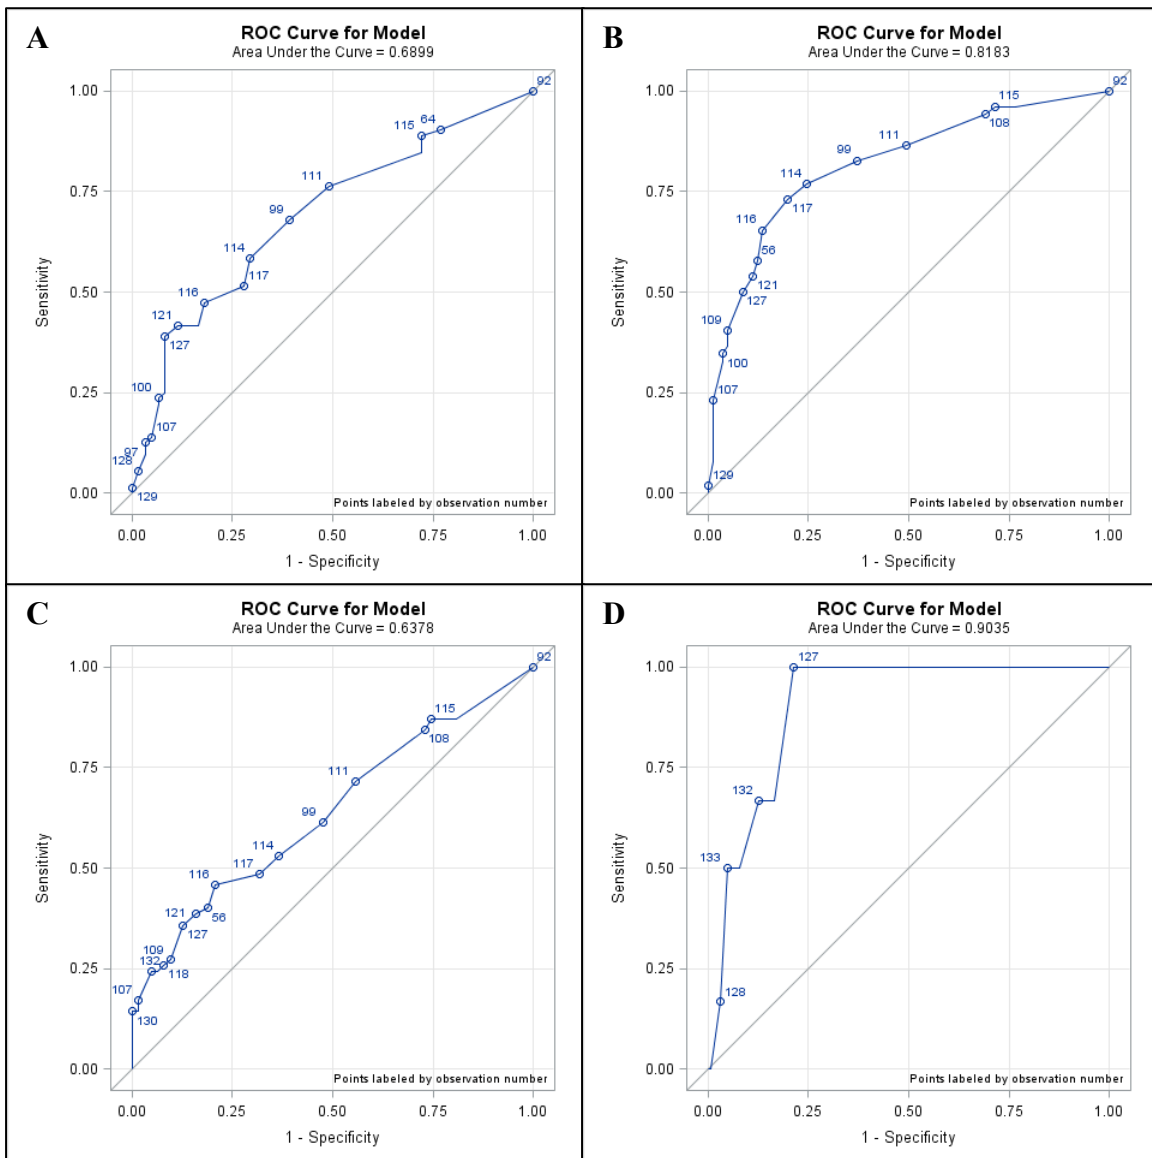 A
ROC Curve for Model
Area Under the Curve = 0.6899
92
1.00
64
115
111
0.75
99
114
117
116
0.50
121
127
100
0.25
107
97
128
129
0.00
Points labeled by observation number
0.00 0.25 0.50 0.75 1.00
1 - Specificity
Sensitivity
B
ROC Curve for Model
Area Under the Curve = 0.8183
92
1.00
115
108
111
99
114
0.75
117
116
56
121
0.50
127
109
100
107
0.25
129
0.00
Points labeled by observation number
0.00 0.25 0.50 0.75 1.00
1 - Specificity
Sensitivity
C
ROC Curve for Model
Area Under the Curve = 0.6378
92
1.00
115
108
111
0.75
99
114
117
116
0.50
121
56
127
109
132
118
0.25
107
130
0.00
Points labeled by observation number
0.00 0.25 0.50 0.75 1.00
1 - Specificity
Sensitivity
D
ROC Curve for Model
Area Under the Curve = 0.9035
127
1.00
0.75
132
133
0.50
0.25
128
0.00
Points labeled by observation number
0.00 0.25 0.50 0.75 1.00
1 - Specificity
Sensitivity